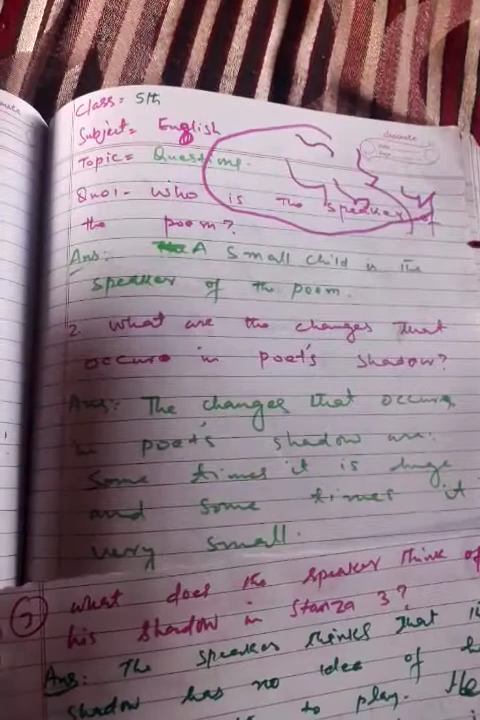 Class: 5th
Subject= English
Topic= Questions.
Qno1- Who is the speaker
the poem?
Ans: A small child is the
speaker of the poem.
2. What are the changes that
occurs in poet's shadow?
Ans: The changes that occurs
in poet's shadow are:
Some times it is huge
and some times it
very small.
What does the speaker think of
his shadow in Stanza 3?
Ans: The speaker thinks that
shadow has no idea of
to play. He